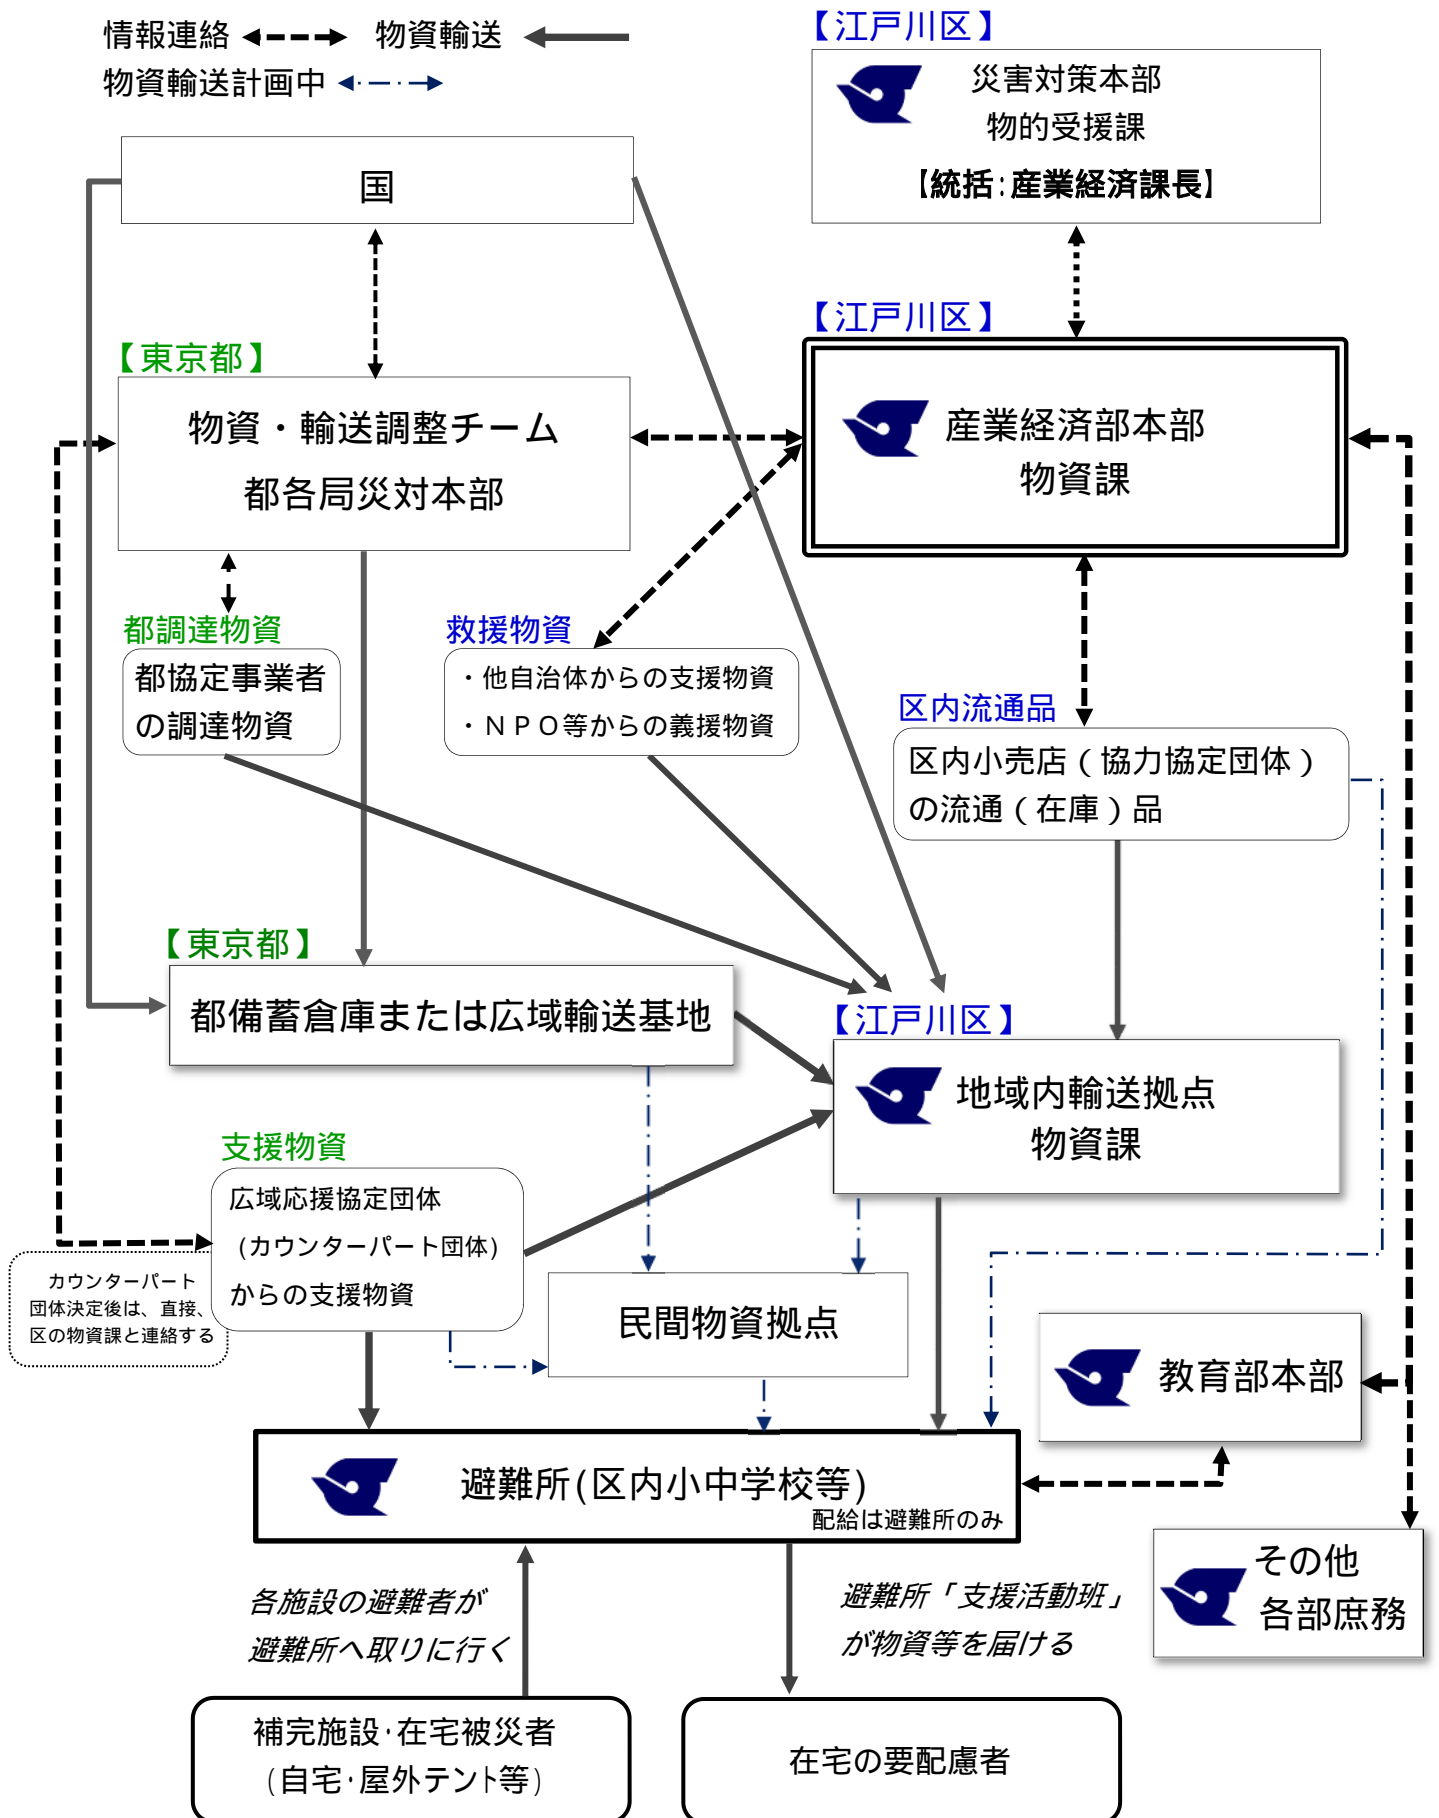 情報連絡
物資輸送
物資輸送計画中
【江戸川区】
災害対策本部
物的受援課
【統括:産業経済課長】
国
【江戸川区】
産業経済部本部
物資課
【東京都】
物資・輸送調整チーム
都各局災対本部
都調達物資
都協定事業者
の調達物資
救援物資
・他自治体からの支援物資
・NPO等からの義援物資
区内流通品
区内小売店(協力協定団体)
の流通(在庫)品
【東京都】
都備蓄倉庫または広域輸送基地
【江戸川区】
地域内輸送拠点
物資課
支援物資
広域応援協定団体
(カウンターパート団体)
からの支援物資
カウンターパート
団体決定後は、直接、
区の物資課と連絡する
民間物資拠点
教育部本部
避難所(区内小中学校等)
配給は避難所のみ
その他
各部庶務
各施設の避難者が
避難所へ取りに行く
避難所「支援活動班」
が物資等を届ける
補完施設・在宅被災者
(自宅・屋外テント等)
在宅の要配慮者